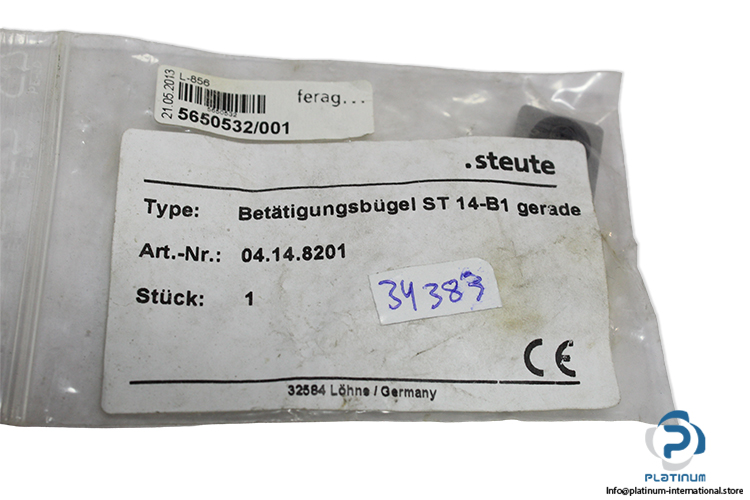 21.05.2013
L-856
5650532
5650532/001
ferag...
.steute
Type: Betätigungsbügel ST 14-B1 gerade
Art.-Nr.: 04.14.8201
Stück: 1
34383
CE
32584 Löhne / Germany
PLATINUM
Info@platinum-international.store